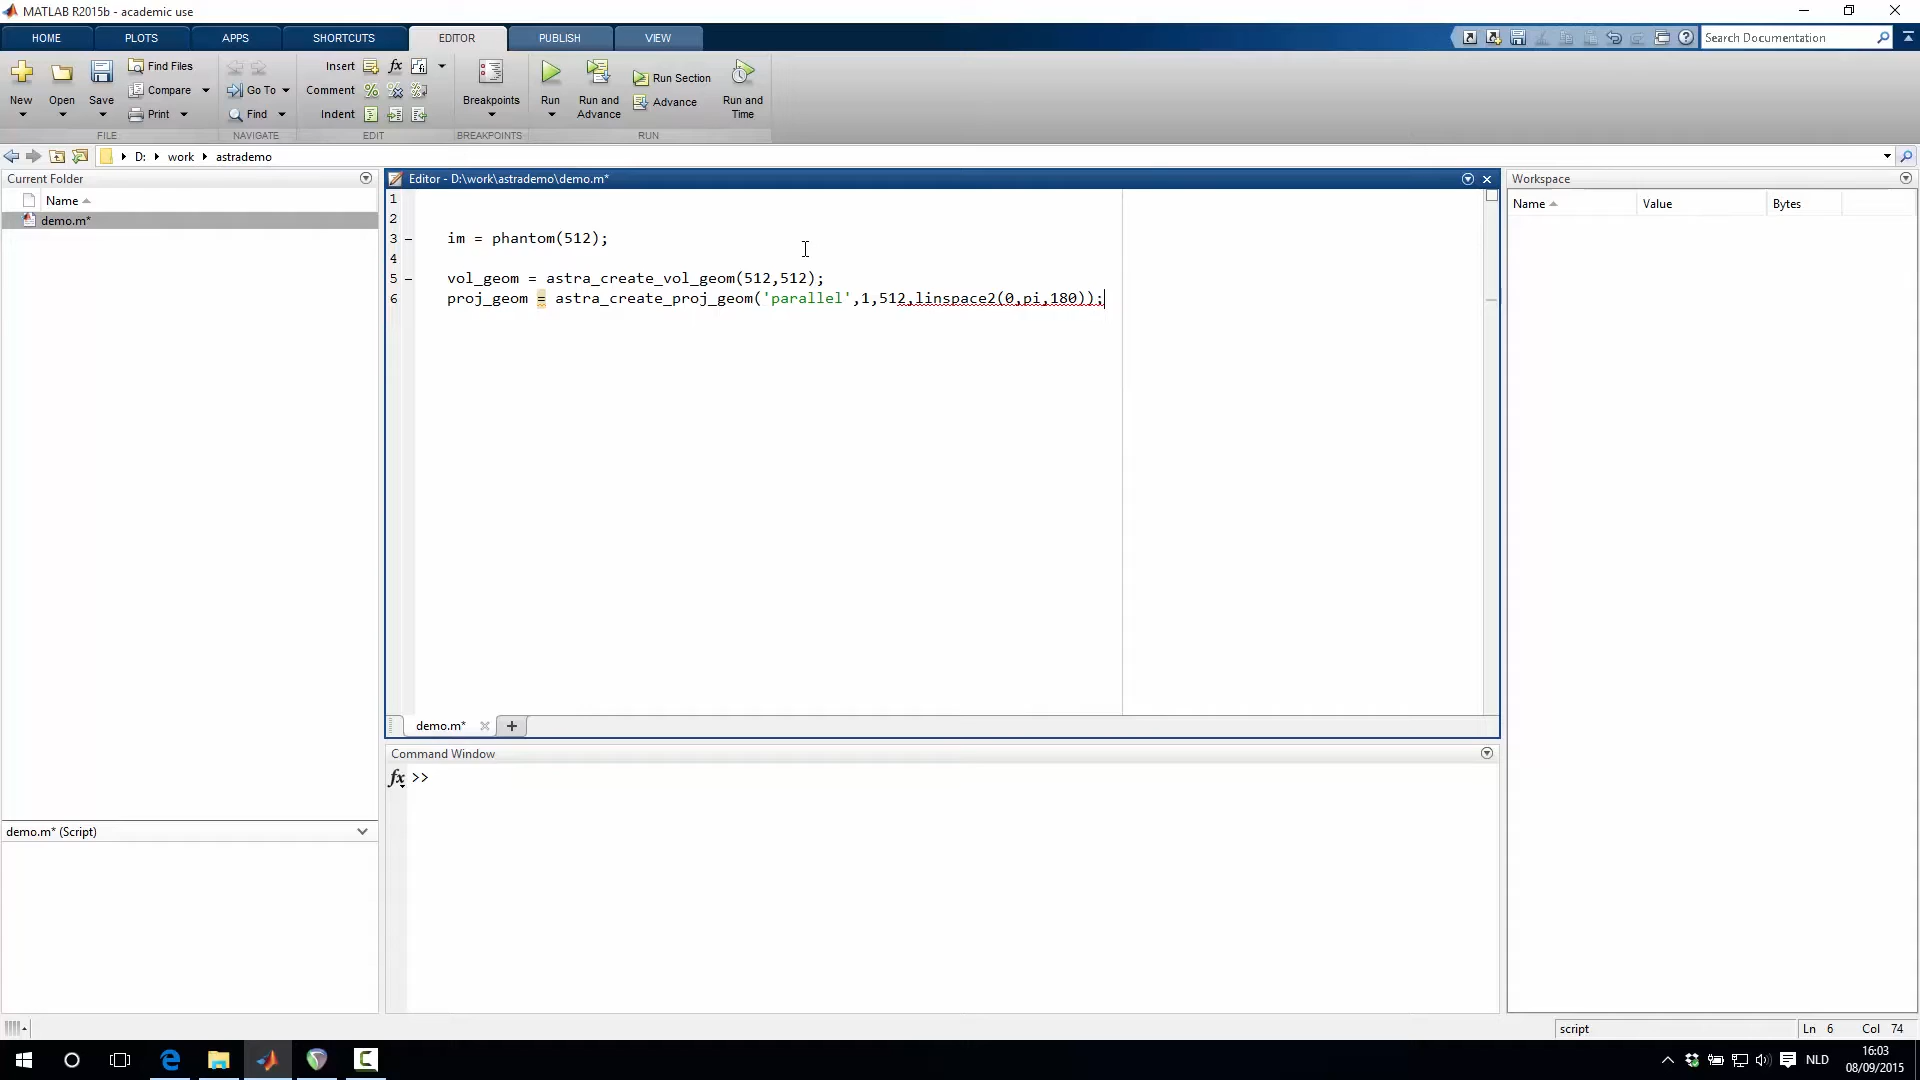 MATLAB R2015b - academic use
HOME PLOTS APPS SHORTCUTS EDITOR PUBLISH VIEW
Search Documentation
New Open Save
Find Files
Compare
Print
FILE
Go To
Find
NAVIGATE
Insert
Comment
Indent
fx
EDIT
Breakpoints
BREAKPOINTS
Run
Run and Advance
Run Section
Advance
Run and Time
RUN
D: work astrademo
Current Folder
Name
demo.m*
Editor - D:\work\astrademo\demo.m*
1
2
3 – im = phantom(512);
4
5 – vol_geom = astra_create_vol_geom(512,512);
6 proj_geom = astra_create_proj_geom('parallel',1,512,linspace2(0,pi,180));
demo.m*
Command Window
fx >>
Workspace
Name Value Bytes
demo.m* (Script)
script
Ln 6 Col 74
NLD
16:03
08/09/2015